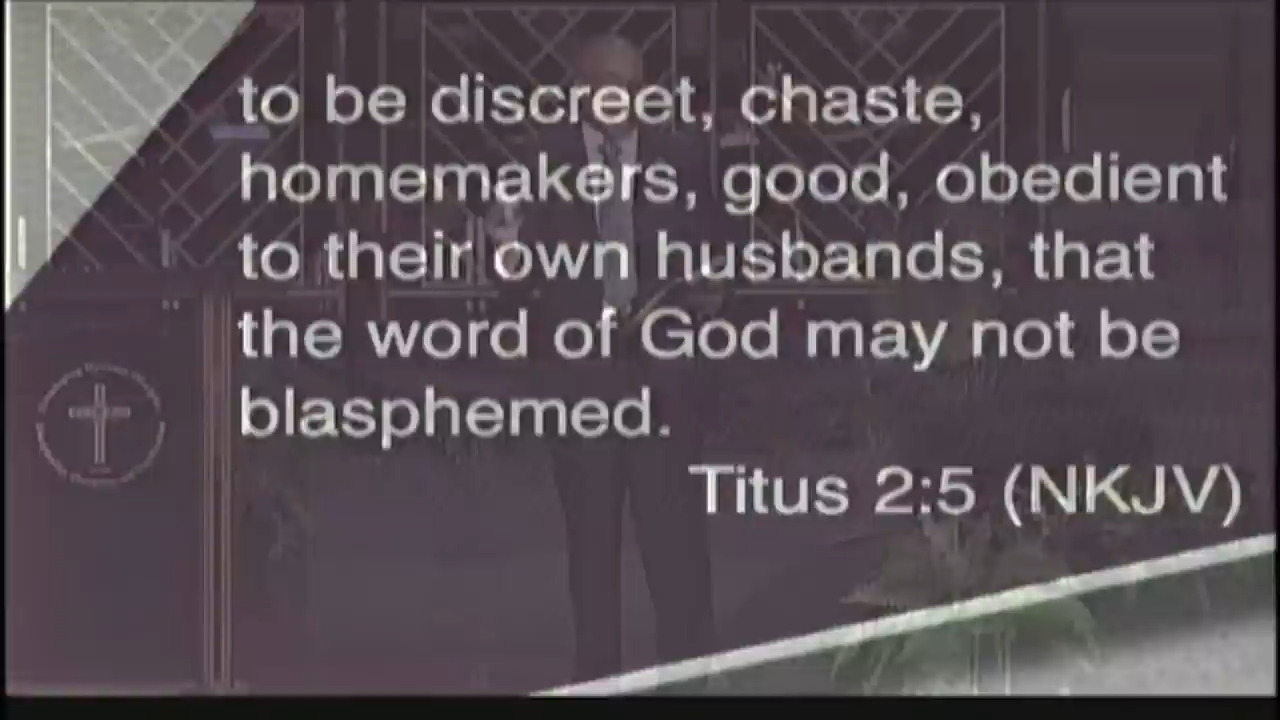 to be discreet, chaste,
homemakers, good, obedient
to their own husbands, that
the word of God may not be
blasphemed.
Titus 2:5 (NKJV)